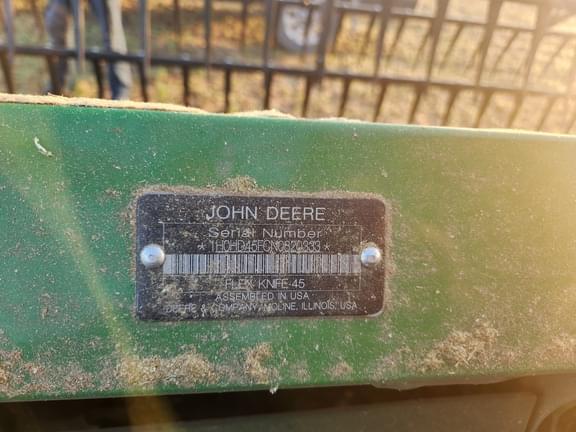 JOHN DEERE
Serial Number
* 1H0HD45FCN0820333 *
FLEX KNIFE 45
ASSEMBLED IN USA
DEERE & COMPANY, MOLINE, ILLINOIS, USA